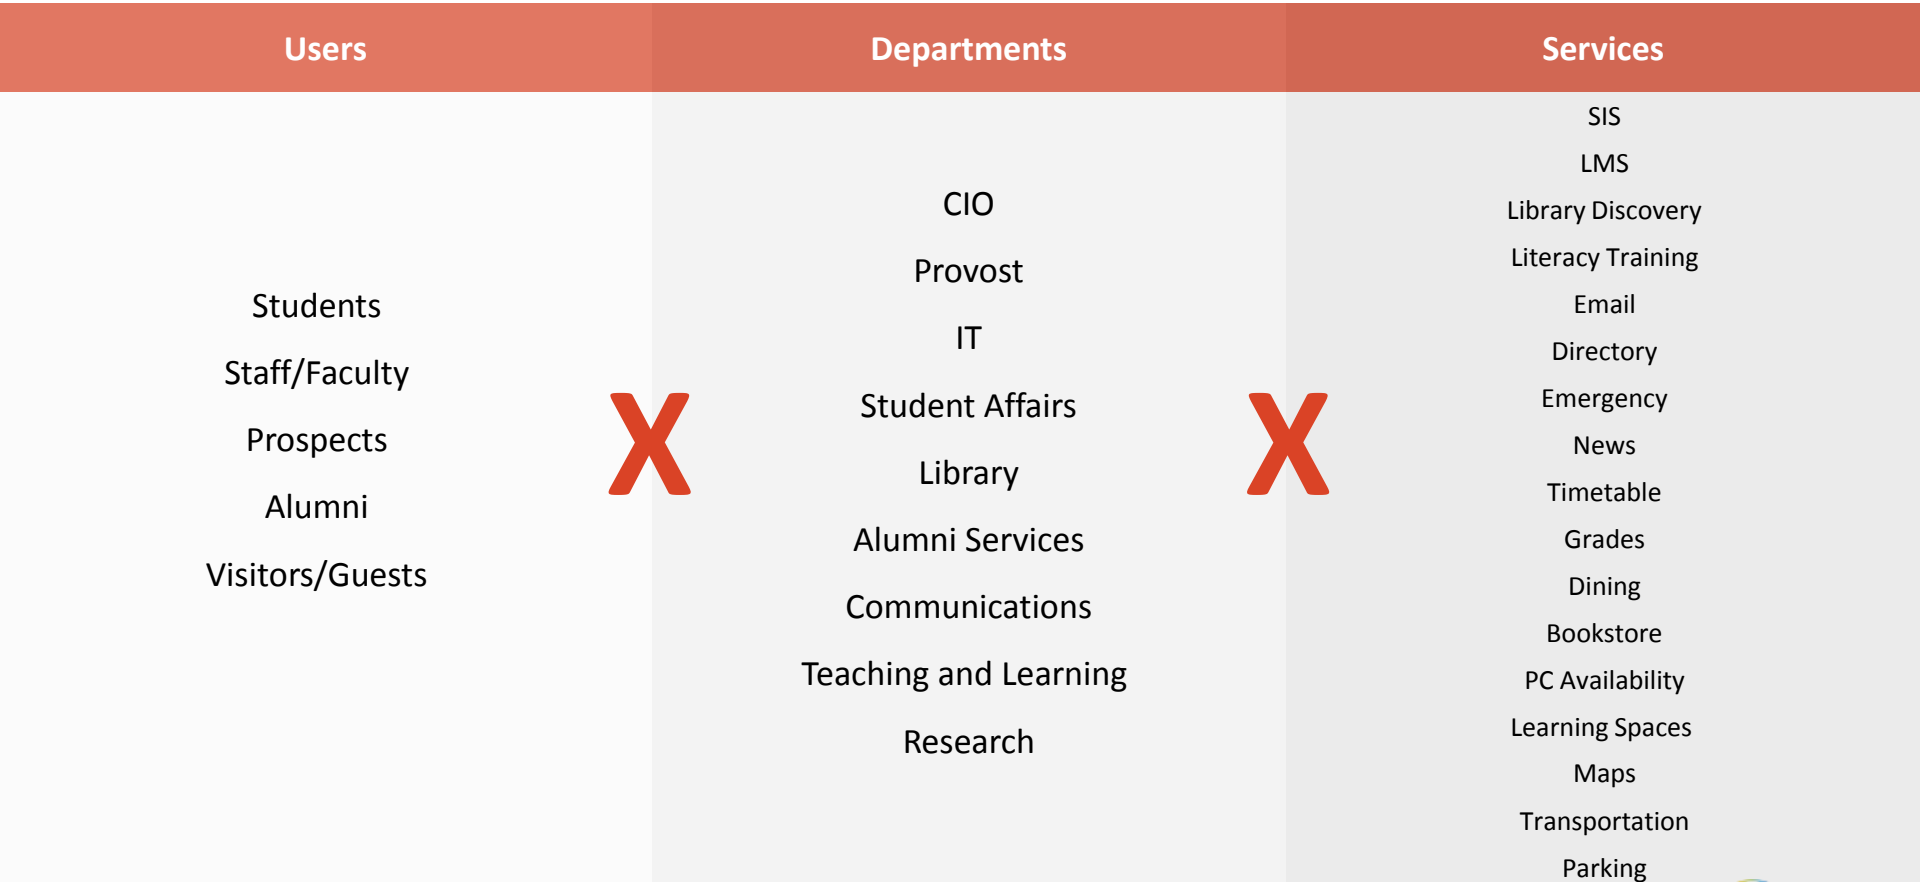 Users
Departments
Services
Students
Staff/Faculty
Prospects
Alumni
Visitors/Guests
X
CIO
Provost
IT
Student Affairs
Library
Alumni Services
Communications
Teaching and Learning
Research
X
SIS
LMS
Library Discovery
Literacy Training
Email
Directory
Emergency
News
Timetable
Grades
Dining
Bookstore
PC Availability
Learning Spaces
Maps
Transportation
Parking